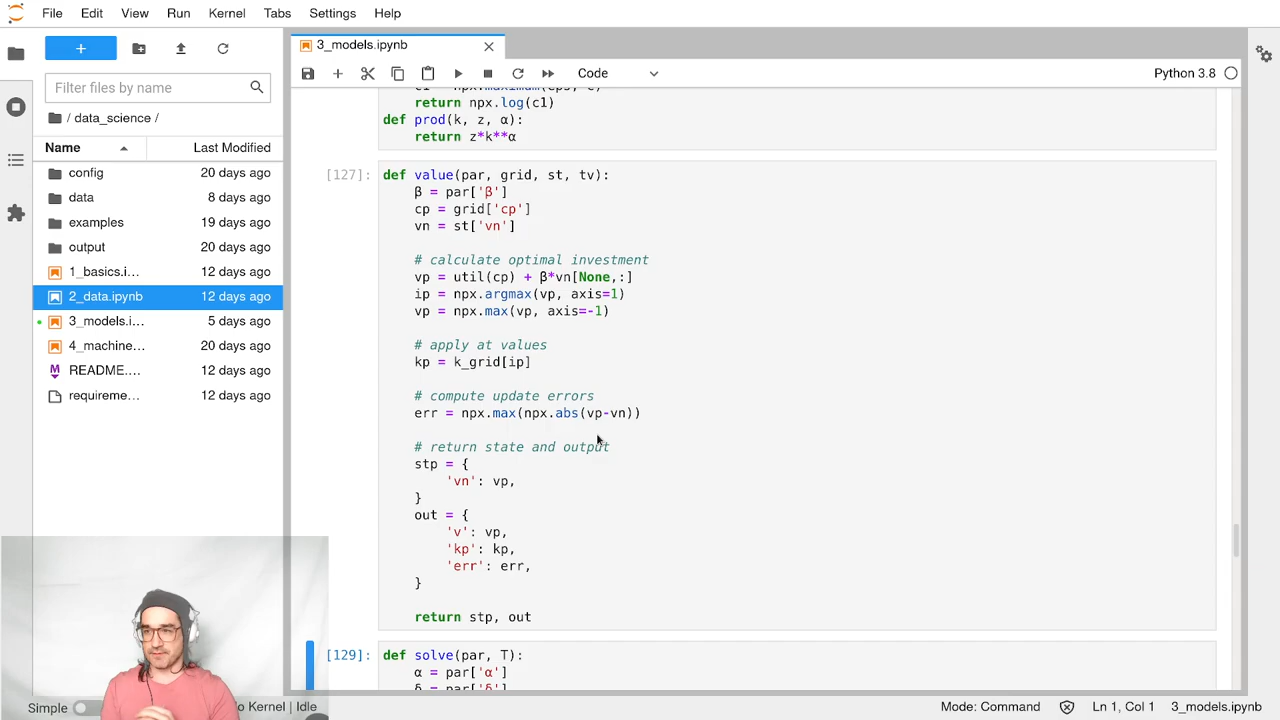 File Edit View Run Kernel Tabs Settings Help
3_models.ipynb
Filter files by name
Code
Python 3.8
/ data_science /
Name Last Modified
config 20 days ago
data 8 days ago
examples 19 days ago
output 20 days ago
1_basics.i... 12 days ago
2_data.ipynb 12 days ago
3_models.i... 5 days ago
4_machine... 20 days ago
README.... 12 days ago
requireme... 12 days ago
return npx.log(c1)
def prod(k, z, α):
return z*k**α
[127]:
def value(par, grid, st, tv):
β = par['β']
cp = grid['cp']
vn = st['vn']
# calculate optimal investment
vp = util(cp) + β*vn[None,:]
ip = npx.argmax(vp, axis=1)
vp = npx.max(vp, axis=-1)
# apply at values
kp = k_grid[ip]
# compute update errors
err = npx.max(npx.abs(vp-vn))
# return state and output
stp = {
'vn': vp,
}
out = {
'v': vp,
'kp': kp,
'err': err,
}
return stp, out
[129]:
def solve(par, T):
α = par['α']
δ = par['δ']
Simple
o Kernel | Idle
Mode: Command
Ln 1, Col 1
3_models.ipynb